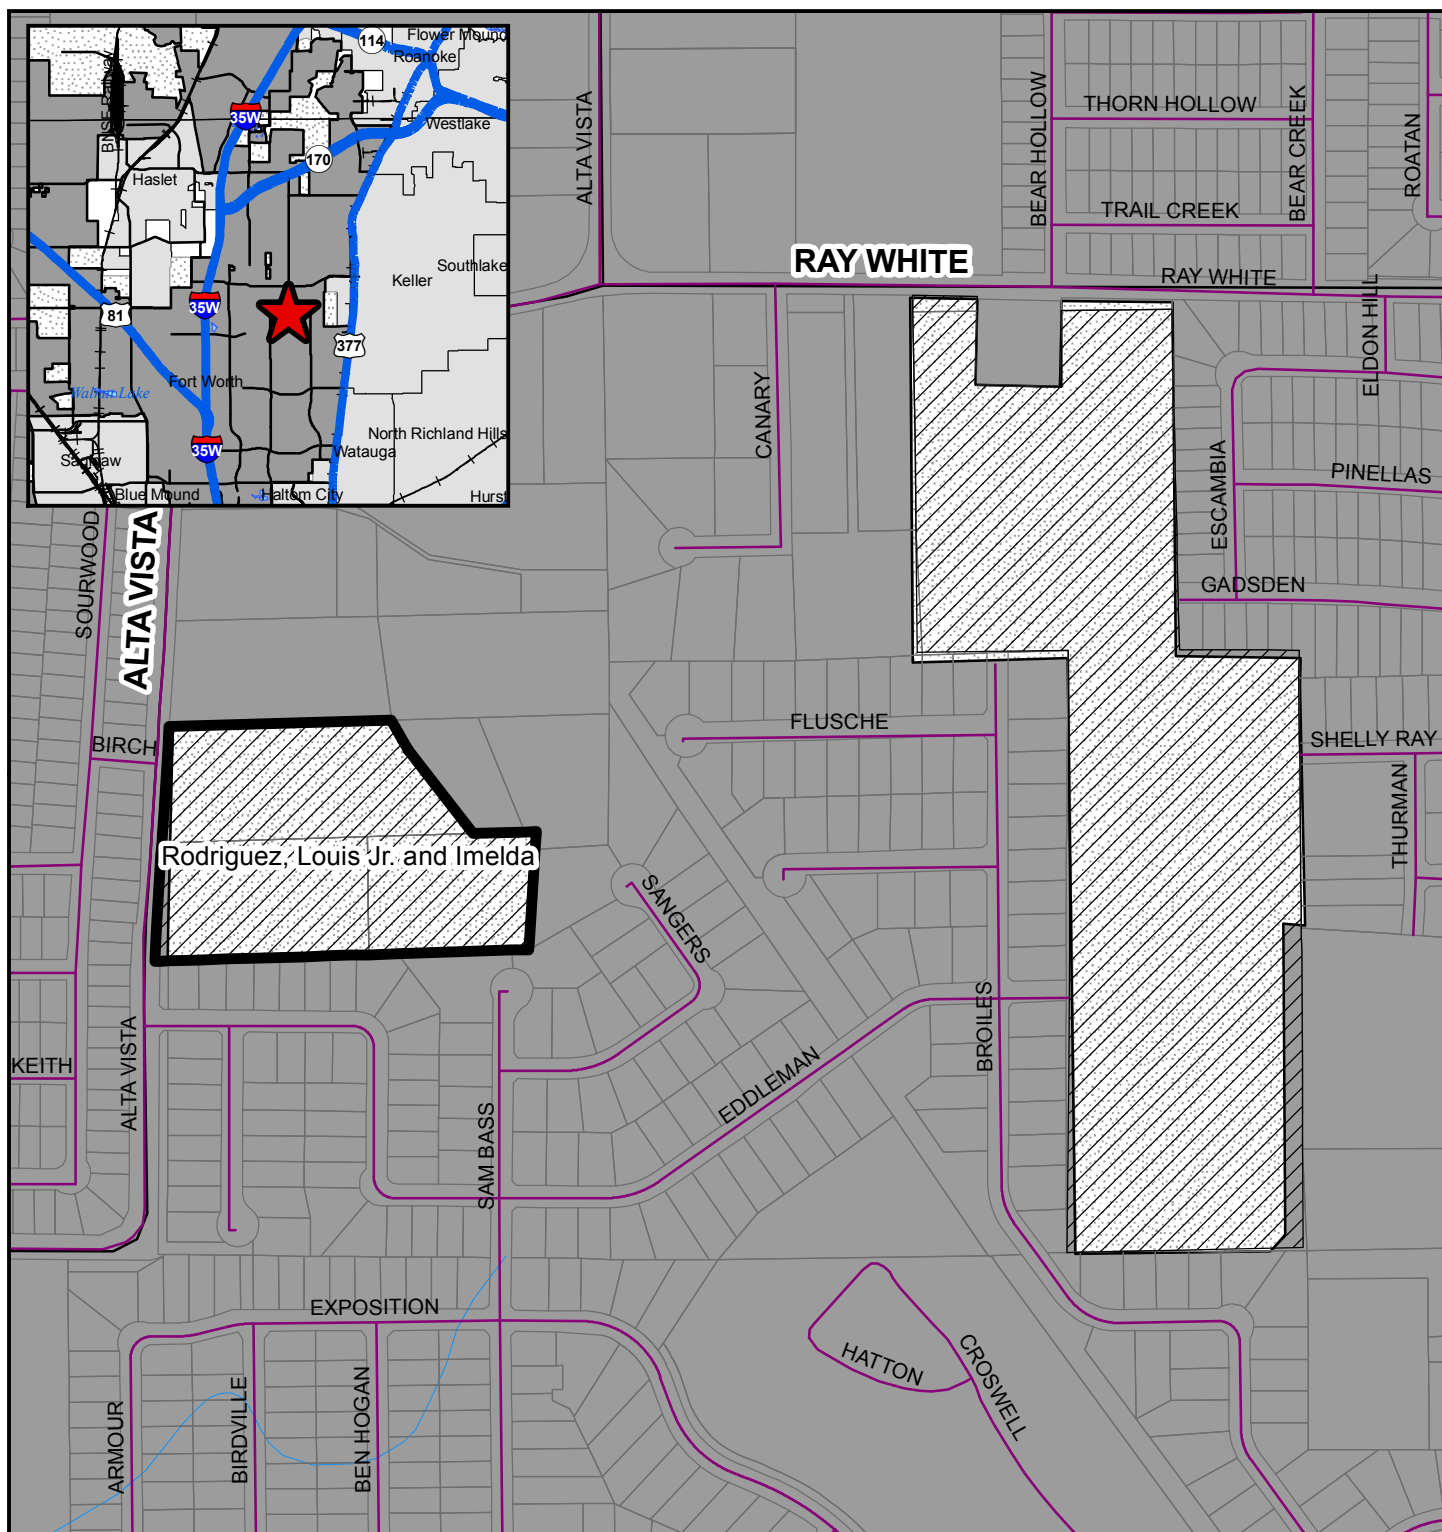 114
Flower Mound
Roanoke
BNSF Railway
35W
Westlake
170
Haslet
Southlake
Keller
35W
81
377
Fort Worth
Walnut Lake
North Richland Hills
35W
Watauga
Saginaw
Blue Mound
Haltom City
Hurst
ALTA VISTA
BEAR HOLLOW
THORN HOLLOW
BEAR CREEK
ROATAN
TRAIL CREEK
RAY WHITE
RAY WHITE
ELDON HILL
CANARY
ESCAMBIA
PINELLAS
SOURWOOD
ALTA VISTA
GADSDEN
BIRCH
FLUSCHE
SHELLY RAY
THURMAN
Rodriguez, Louis Jr. and Imelda
SANGERS
KEITH
ALTA VISTA
SAM BASS
EDDLEMAN
BROILES
EXPOSITION
HATTON
CROSWELL
ARMOUR
BIRDVILLE
BEN HOGAN